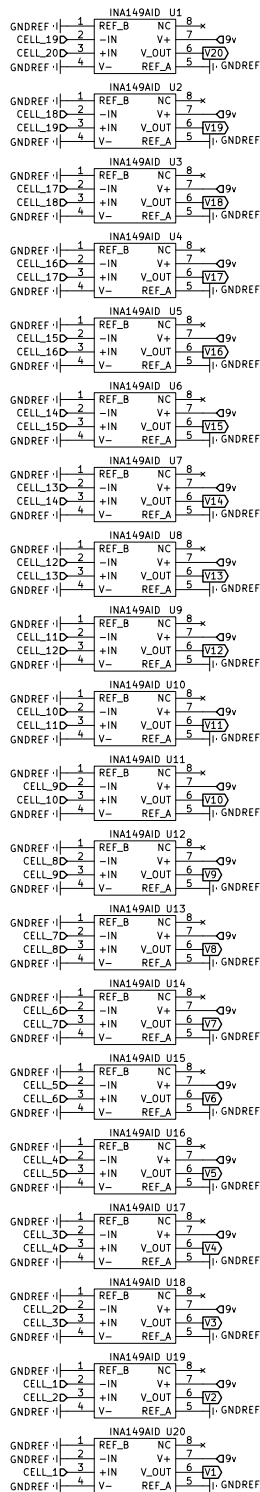 INA149AID U1
GNDREF 1 REF_B NC 8
CELL_19 2 -IN V+ 7 9v
CELL_20 3 +IN V_OUT 6 V20
GNDREF 4 V- REF_A 5 GNDREF
INA149AID U2
GNDREF 1 REF_B NC 8
CELL_18 2 -IN V+ 7 9v
CELL_19 3 +IN V_OUT 6 V19
GNDREF 4 V- REF_A 5 GNDREF
INA149AID U3
GNDREF 1 REF_B NC 8
CELL_17 2 -IN V+ 7 9v
CELL_18 3 +IN V_OUT 6 V18
GNDREF 4 V- REF_A 5 GNDREF
INA149AID U4
GNDREF 1 REF_B NC 8
CELL_16 2 -IN V+ 7 9v
CELL_17 3 +IN V_OUT 6 V17
GNDREF 4 V- REF_A 5 GNDREF
INA149AID U5
GNDREF 1 REF_B NC 8
CELL_15 2 -IN V+ 7 9v
CELL_16 3 +IN V_OUT 6 V16
GNDREF 4 V- REF_A 5 GNDREF
INA149AID U6
GNDREF 1 REF_B NC 8
CELL_14 2 -IN V+ 7 9v
CELL_15 3 +IN V_OUT 6 V15
GNDREF 4 V- REF_A 5 GNDREF
INA149AID U7
GNDREF 1 REF_B NC 8
CELL_13 2 -IN V+ 7 9v
CELL_14 3 +IN V_OUT 6 V14
GNDREF 4 V- REF_A 5 GNDREF
INA149AID U8
GNDREF 1 REF_B NC 8
CELL_12 2 -IN V+ 7 9v
CELL_13 3 +IN V_OUT 6 V13
GNDREF 4 V- REF_A 5 GNDREF
INA149AID U9
GNDREF 1 REF_B NC 8
CELL_11 2 -IN V+ 7 9v
CELL_12 3 +IN V_OUT 6 V12
GNDREF 4 V- REF_A 5 GNDREF
INA149AID U10
GNDREF 1 REF_B NC 8
CELL_10 2 -IN V+ 7 9v
CELL_11 3 +IN V_OUT 6 V11
GNDREF 4 V- REF_A 5 GNDREF
INA149AID U11
GNDREF 1 REF_B NC 8
CELL_9 2 -IN V+ 7 9v
CELL_10 3 +IN V_OUT 6 V10
GNDREF 4 V- REF_A 5 GNDREF
INA149AID U12
GNDREF 1 REF_B NC 8
CELL_8 2 -IN V+ 7 9v
CELL_9 3 +IN V_OUT 6 V9
GNDREF 4 V- REF_A 5 GNDREF
INA149AID U13
GNDREF 1 REF_B NC 8
CELL_7 2 -IN V+ 7 9v
CELL_8 3 +IN V_OUT 6 V8
GNDREF 4 V- REF_A 5 GNDREF
INA149AID U14
GNDREF 1 REF_B NC 8
CELL_6 2 -IN V+ 7 9v
CELL_7 3 +IN V_OUT 6 V7
GNDREF 4 V- REF_A 5 GNDREF
INA149AID U15
GNDREF 1 REF_B NC 8
CELL_5 2 -IN V+ 7 9v
CELL_6 3 +IN V_OUT 6 V6
GNDREF 4 V- REF_A 5 GNDREF
INA149AID U16
GNDREF 1 REF_B NC 8
CELL_4 2 -IN V+ 7 9v
CELL_5 3 +IN V_OUT 6 V5
GNDREF 4 V- REF_A 5 GNDREF
INA149AID U17
GNDREF 1 REF_B NC 8
CELL_3 2 -IN V+ 7 9v
CELL_4 3 +IN V_OUT 6 V4
GNDREF 4 V- REF_A 5 GNDREF
INA149AID U18
GNDREF 1 REF_B NC 8
CELL_2 2 -IN V+ 7 9v
CELL_3 3 +IN V_OUT 6 V3
GNDREF 4 V- REF_A 5 GNDREF
INA149AID U19
GNDREF 1 REF_B NC 8
CELL_1 2 -IN V+ 7 9v
CELL_2 3 +IN V_OUT 6 V2
GNDREF 4 V- REF_A 5 GNDREF
INA149AID U20
GNDREF 1 REF_B NC 8
GNDREF 2 -IN V+ 7 9v
CELL_1 3 +IN V_OUT 6 V1
GNDREF 4 V- REF_A 5 GNDREF